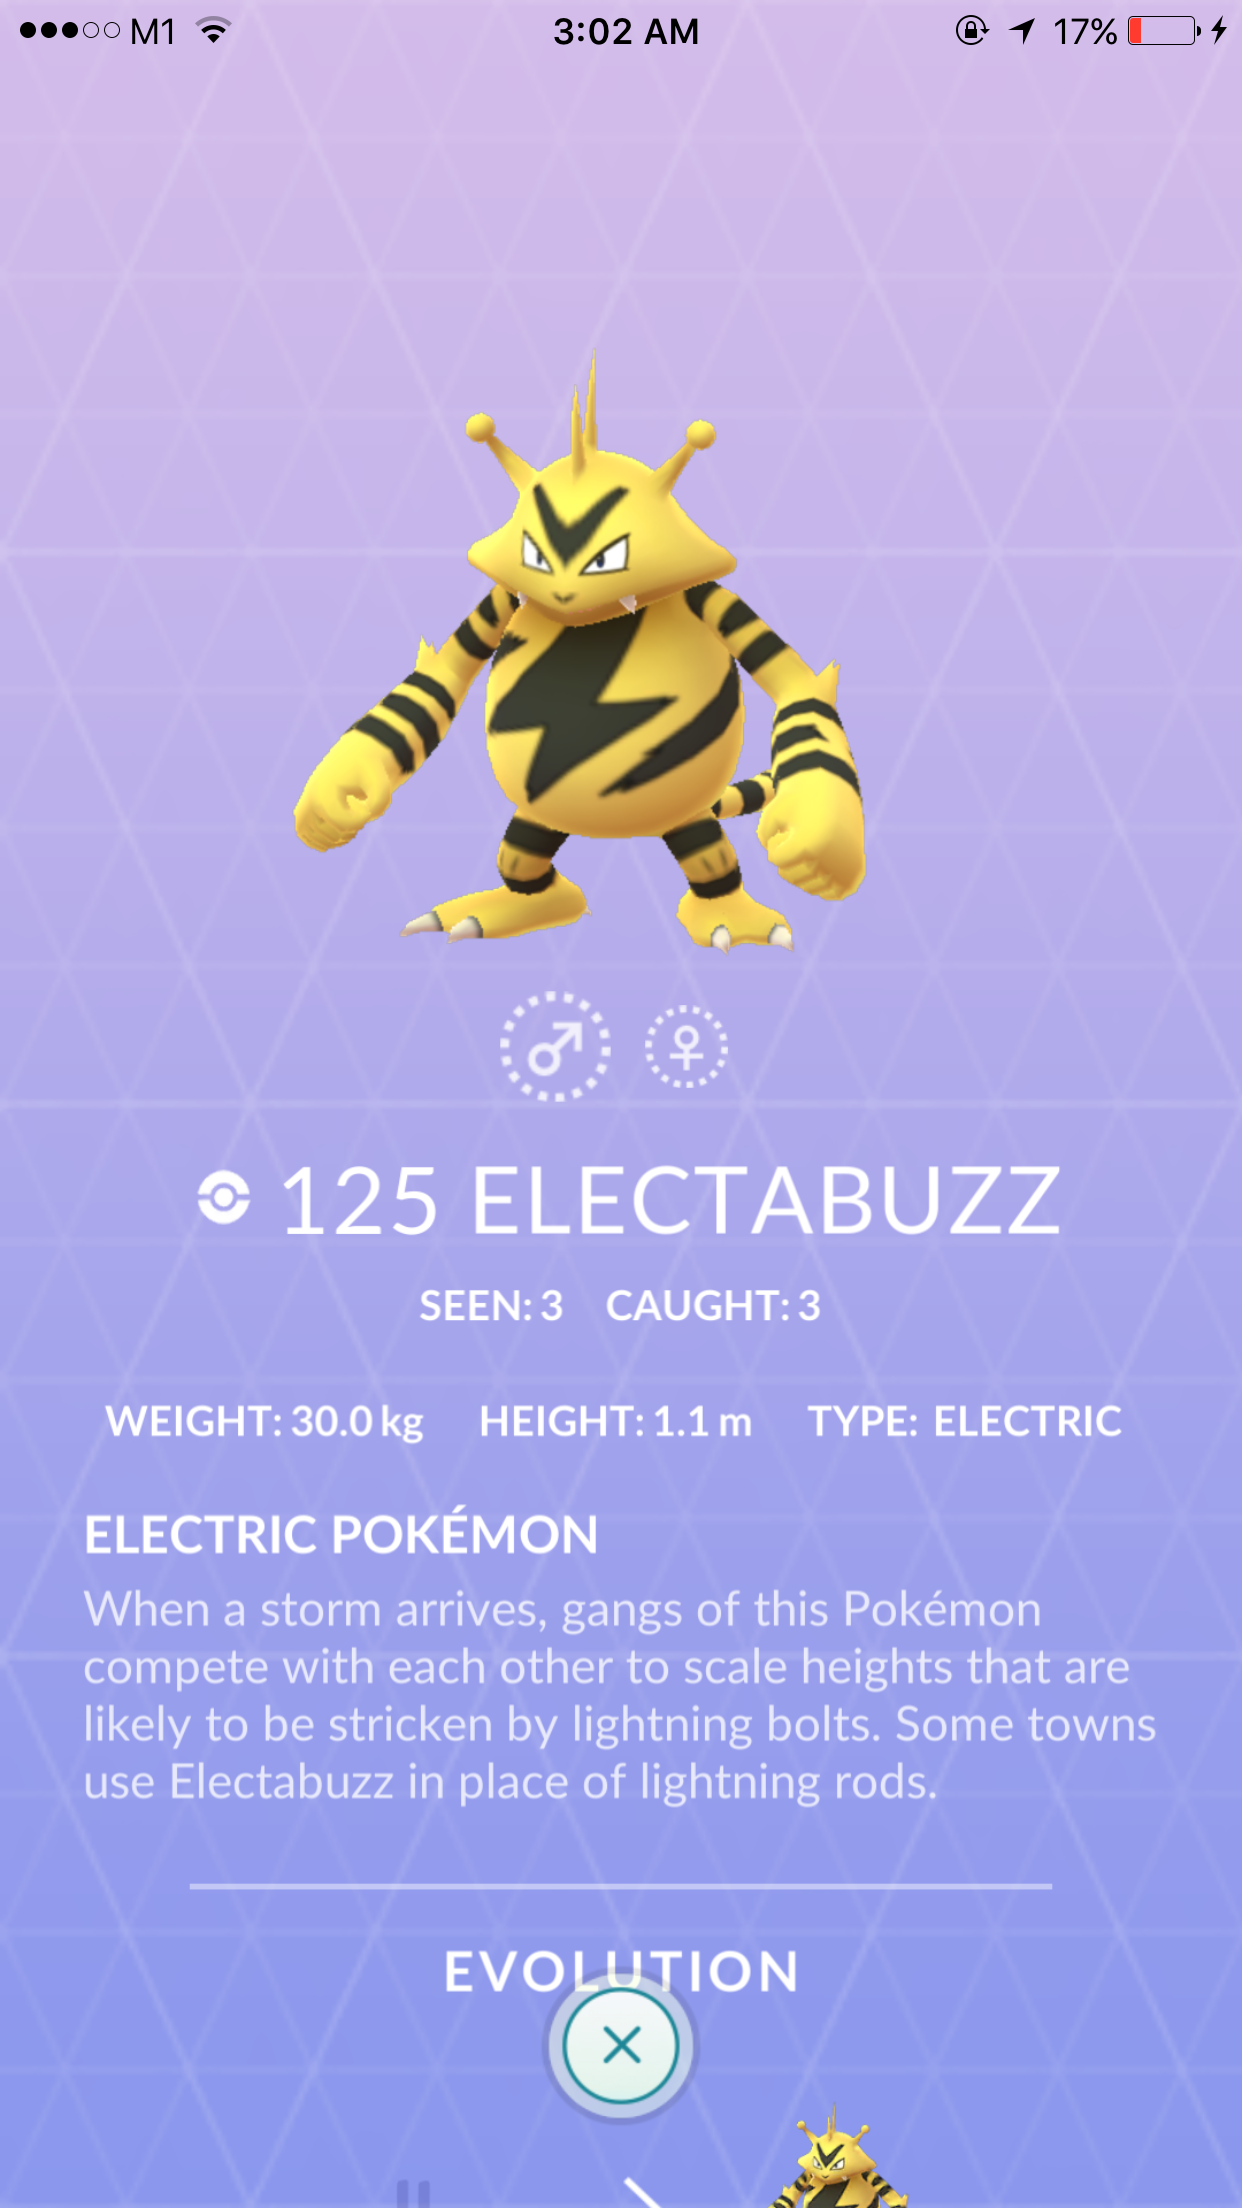 M1 3:02 AM 17%
125 ELECTABUZZ
SEEN: 3 CAUGHT: 3
WEIGHT: 30.0 kg HEIGHT: 1.1 m TYPE: ELECTRIC
ELECTRIC POKÉMON
When a storm arrives, gangs of this Pokémon
compete with each other to scale heights that are
likely to be stricken by lightning bolts. Some towns
use Electabuzz in place of lightning rods.
EVOLUTION